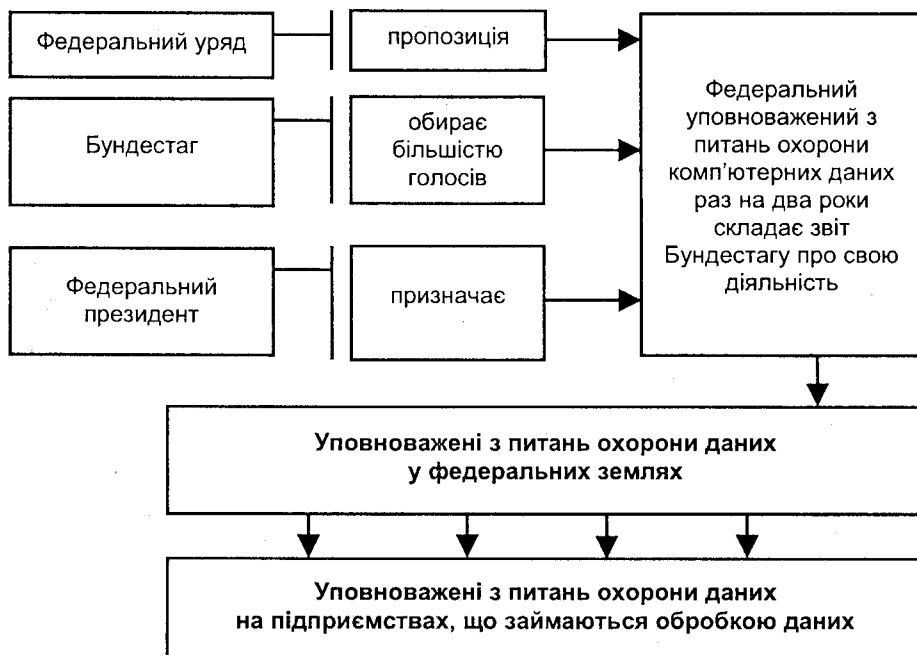 Федеральний уряд
пропозиція
Бундестаг
обирає
більшістю
голосів
Федеральний
президент
призначає
Федеральний
уповноважений з
питань охорони
комп’ютерних даних
раз на два роки
складає звіт
Бундестагу про свою
діяльність
Уповноважені з питань охорони даних
у федеральних землях
Уповноважені з питань охорони даних
на підприємствах, що займаються обробкою даних